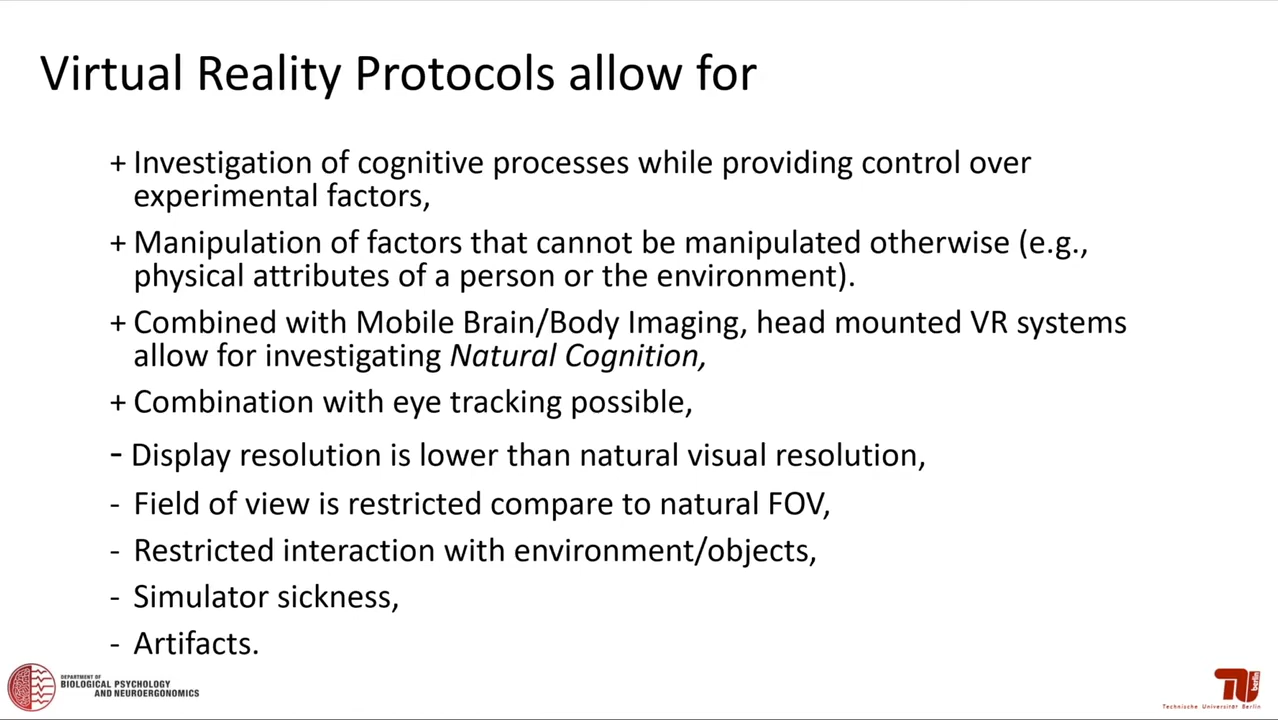 Virtual Reality Protocols allow for
+ Investigation of cognitive processes while providing control over
experimental factors,
+ Manipulation of factors that cannot be manipulated otherwise (e.g.,
physical attributes of a person or the environment).
+ Combined with Mobile Brain/Body Imaging, head mounted VR systems
allow for investigating Natural Cognition,
+ Combination with eye tracking possible,
- Display resolution is lower than natural visual resolution,
- Field of view is restricted compare to natural FOV,
- Restricted interaction with environment/objects,
- Simulator sickness,
- Artifacts.
DEPARTMENT OF
BIOLOGICAL PSYCHOLOGY
AND NEUROERGONOMICS
TU
berlin
Technische Universität Berlin